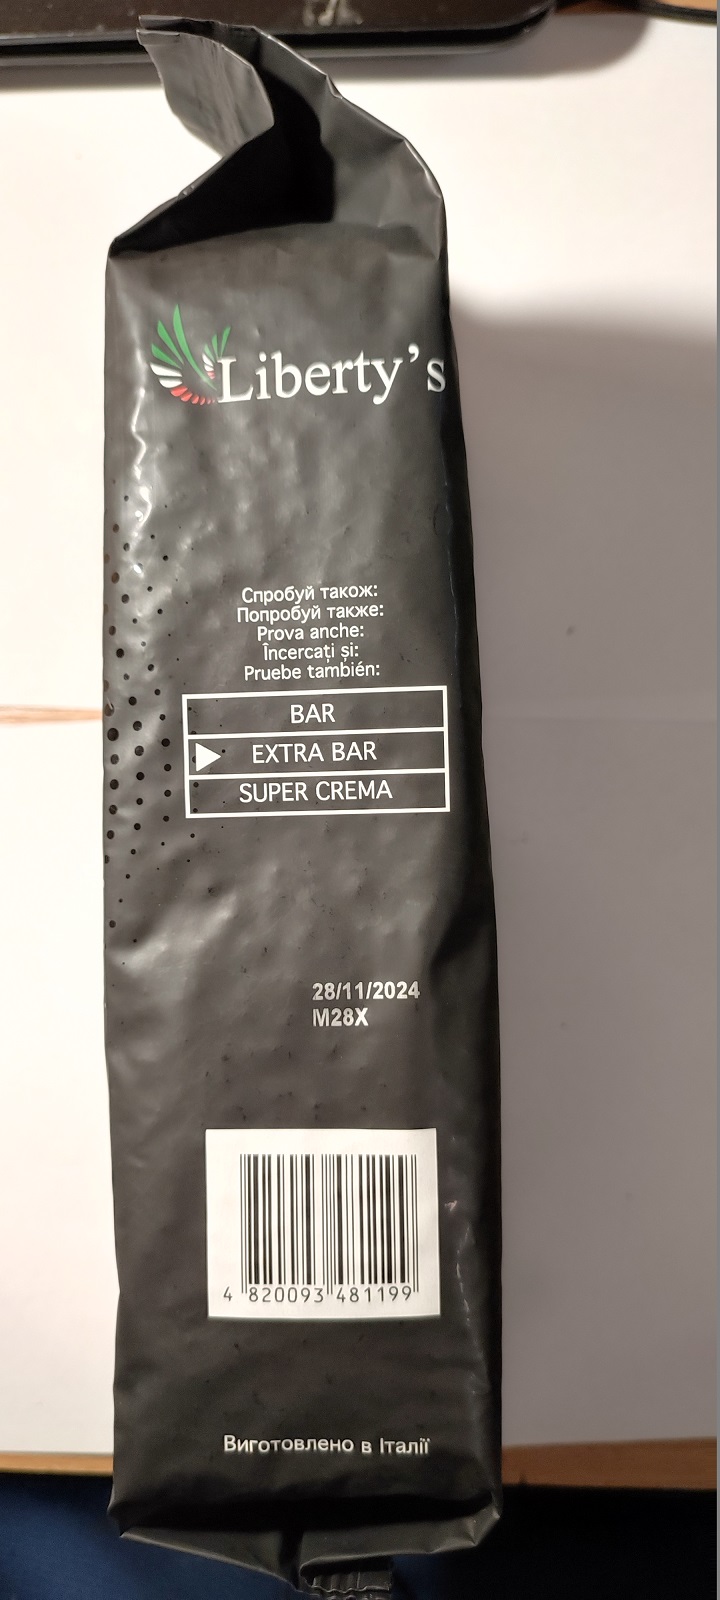 Liberty's
Спробуй також:
Попробуй также:
Prova anche:
Încercați și:
Pruebe también:
BAR
EXTRA BAR
SUPER CREMA
28/11/2024
M28X
4 820093 481199
Виготовлено в Італії